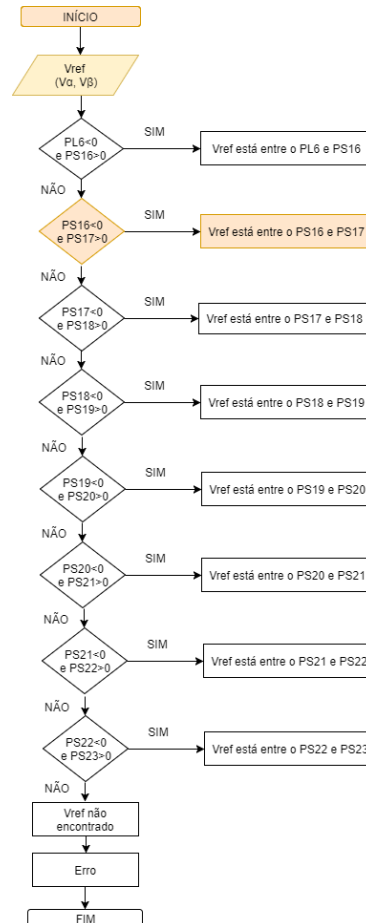 INÍCIO
Vref
(Vα, Vβ)
PL6<0
e PS16>0
SIM
Vref está entre o PL6 e PS16
NÃO
PS16<0
e PS17>0
SIM
Vref está entre o PS16 e PS17
NÃO
PS17<0
e PS18>0
SIM
Vref está entre o PS17 e PS18
NÃO
PS18<0
e PS19>0
SIM
Vref está entre o PS18 e PS19
NÃO
PS19<0
e PS20>0
SIM
Vref está entre o PS19 e PS20
NÃO
PS20<0
e PS21>0
SIM
Vref está entre o PS20 e PS21
NÃO
PS21<0
e PS22>0
SIM
Vref está entre o PS21 e PS22
NÃO
PS22<0
e PS23>0
SIM
Vref está entre o PS22 e PS23
NÃO
Vref não
encontrado
Erro
FIM